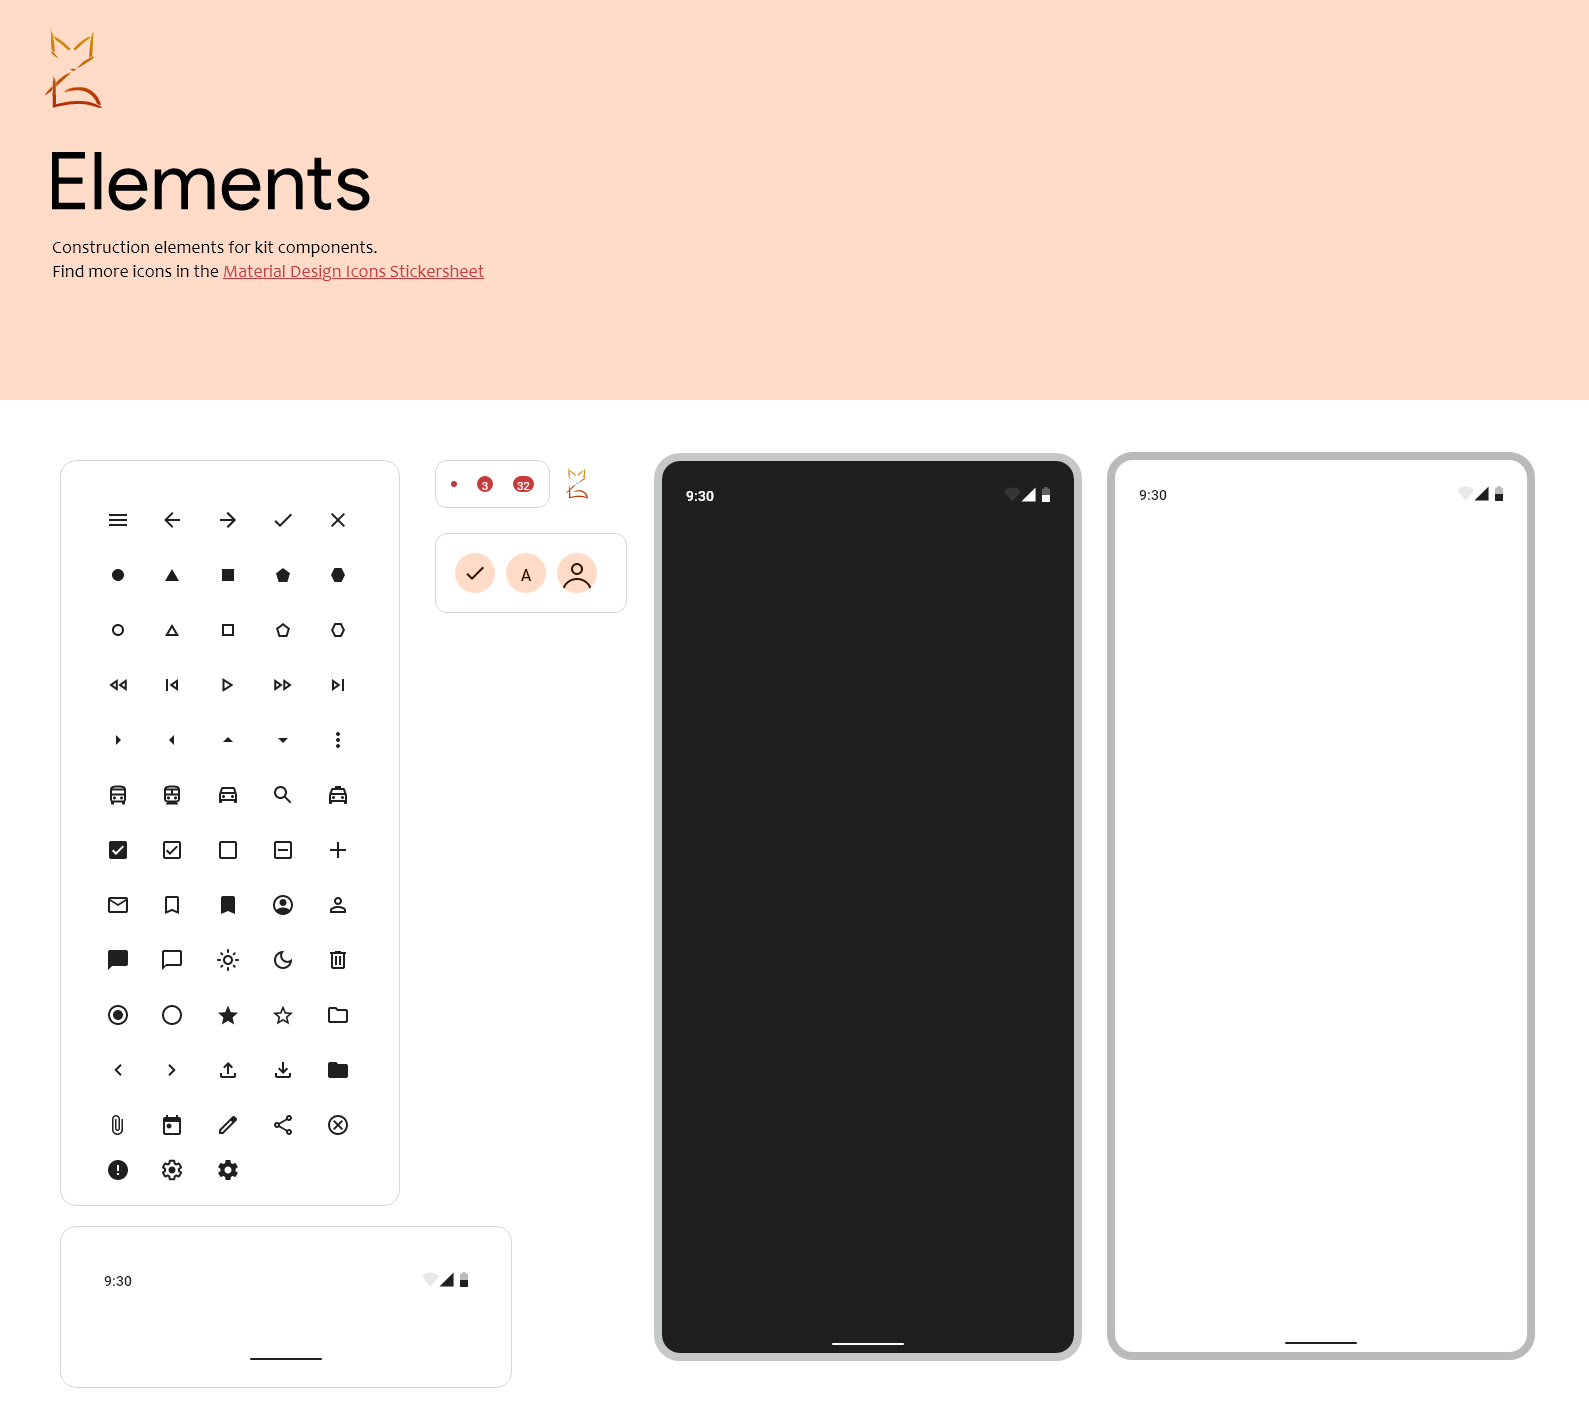 Elements
Construction elements for kit components.
Find more icons in the Material Design Icons Stickersheet
3
32
A
9:30
9:30
9:30